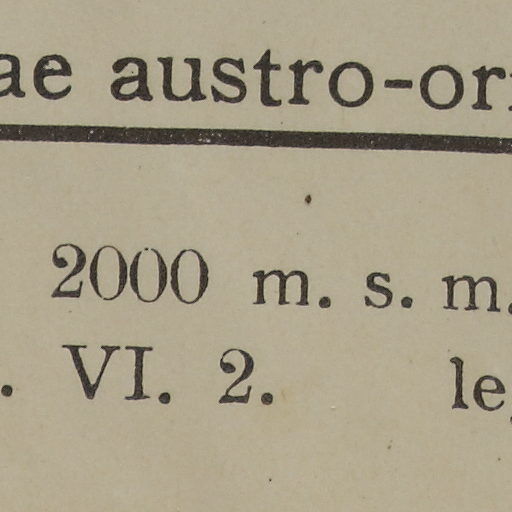 ae austro-or
2000 m. s. m.
. VI. 2. le